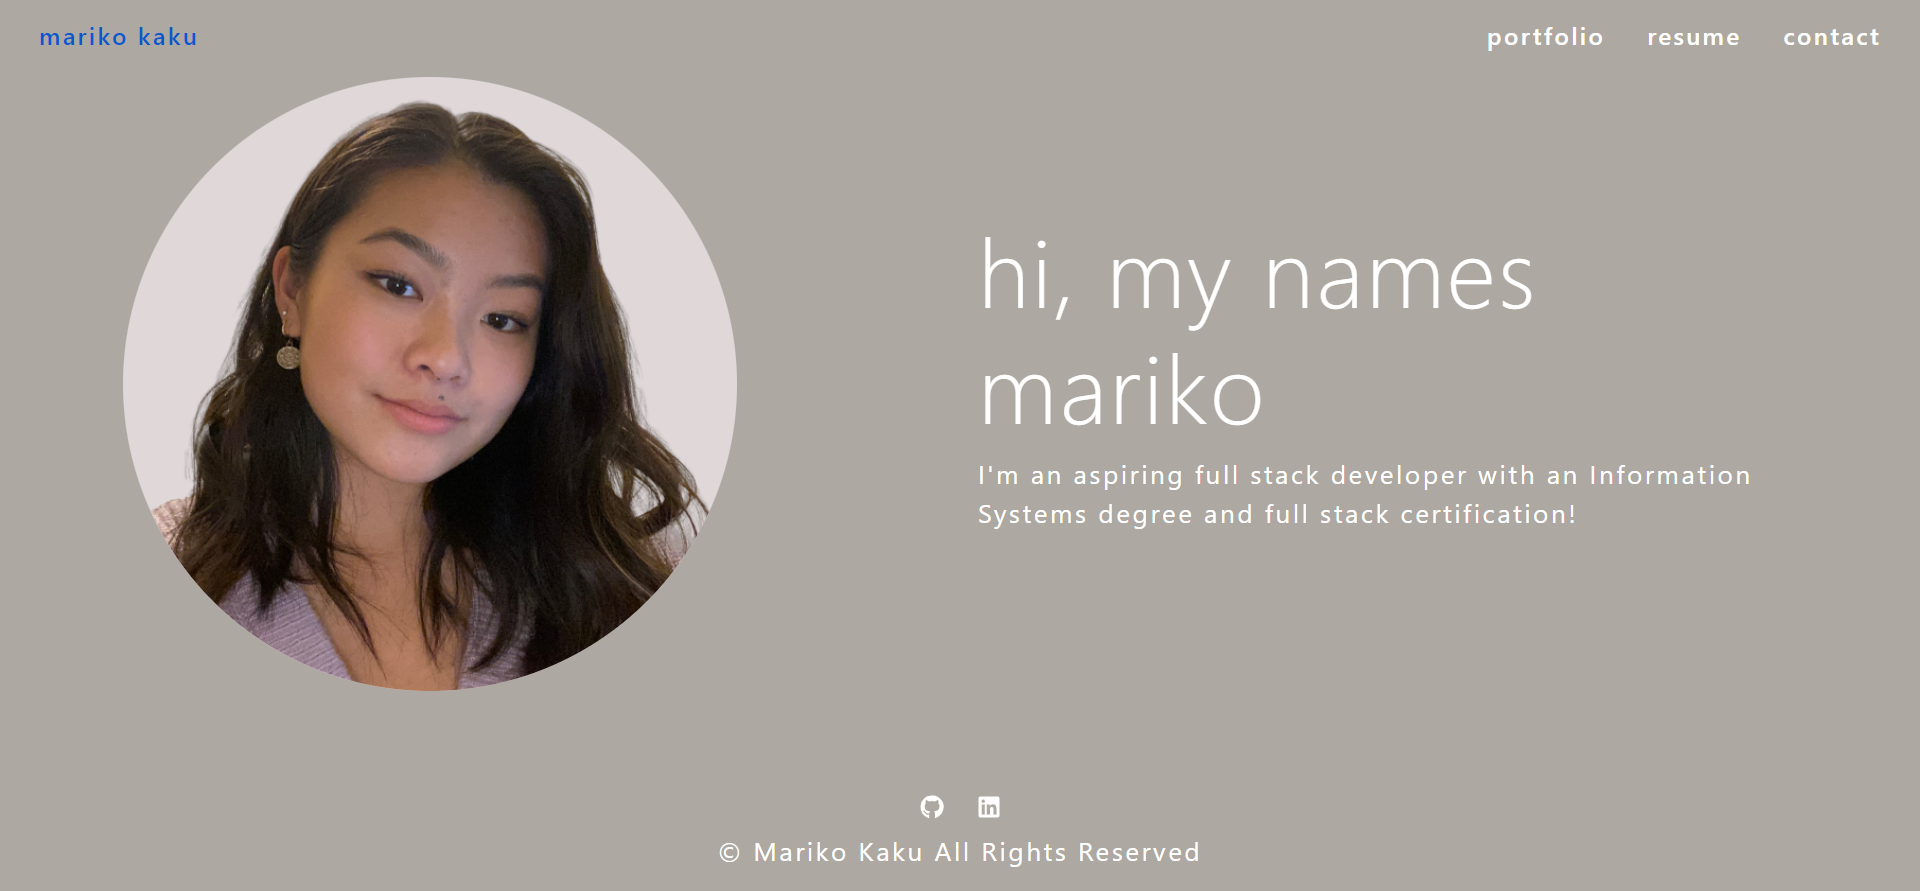 mariko kaku
portfolio resume contact
hi, my names
mariko
I'm an aspiring full stack developer with an Information
Systems degree and full stack certification!
in
© Mariko Kaku All Rights Reserved